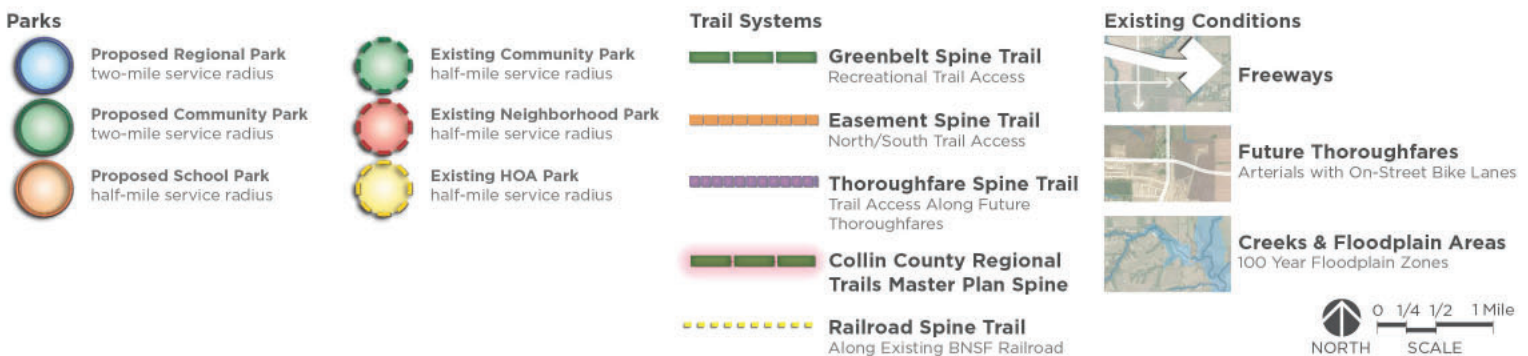 Parks
Proposed Regional Park
two-mile service radius
Proposed Community Park
two-mile service radius
Proposed School Park
half-mile service radius
Existing Community Park
half-mile service radius
Existing Neighborhood Park
half-mile service radius
Existing HOA Park
half-mile service radius
Trail Systems
Greenbelt Spine Trail
Recreational Trail Access
Easement Spine Trail
North/South Trail Access
Thoroughfare Spine Trail
Trail Access Along Future
Thoroughfares
Collin County Regional
Trails Master Plan Spine
Railroad Spine Trail
Along Existing BNSF Railroad
Existing Conditions
Freeways
Future Thoroughfares
Arterials with On-Street Bike Lanes
Creeks & Floodplain Areas
100 Year Floodplain Zones
0 1/4 1/2 1 Mile
NORTH SCALE